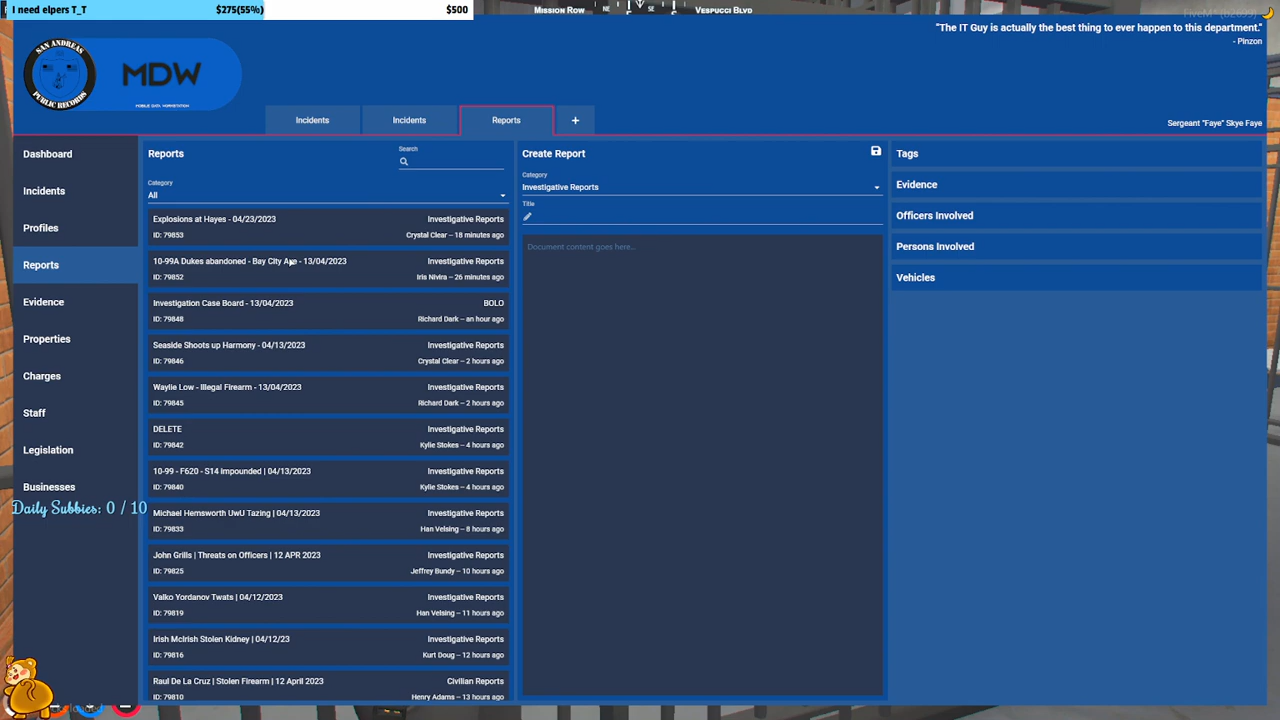 I need elpers T_T
$275(55%)
$500
Mission Row
NE
SE
Vespucci Blvd
"The IT Guy is actually the best thing to ever happen to this department."
- Pinzon
SAN ANDREAS
PUBLIC RECORDS
MDW
MOBILE DATA WORKSTATION
Incidents
Incidents
Reports
+
Sergeant "Faye" Skye Faye
Dashboard
Incidents
Profiles
Reports
Evidence
Properties
Charges
Staff
Legislation
Businesses
Daily Subbies: 0 / 10
Reports
Search
Category
All
Explosions at Hayes - 04/23/2023
Investigative Reports
ID: 79853
Crystal Clear – 18 minutes ago
10-99A Dukes abandoned - Bay City Ave - 13/04/2023
Investigative Reports
ID: 79852
Iris Nivira – 26 minutes ago
Investigation Case Board - 13/04/2023
BOLO
ID: 79848
Richard Dark – an hour ago
Seaside Shoots up Harmony - 04/13/2023
Investigative Reports
ID: 79846
Crystal Clear – 2 hours ago
Waylie Low - Illegal Firearm - 13/04/2023
Investigative Reports
ID: 79845
Richard Dark – 2 hours ago
DELETE
Investigative Reports
ID: 79842
Kylie Stokes – 4 hours ago
10-99 - F620 - S14 impounded | 04/13/2023
Investigative Reports
ID: 79840
Kylie Stokes – 4 hours ago
Michael Hemsworth UwU Tazing | 04/13/2023
Investigative Reports
ID: 79833
Han Velsing – 8 hours ago
John Grills | Threats on Officers | 12 APR 2023
Investigative Reports
ID: 79825
Jeffrey Bundy – 10 hours ago
Valko Yordanov Twats | 04/12/2023
Investigative Reports
ID: 79819
Han Velsing – 11 hours ago
Irish McIrish Stolen Kidney | 04/12/23
Investigative Reports
ID: 79816
Kurt Doug – 12 hours ago
Raul De La Cruz | Stolen Firearm | 12 April 2023
Civilian Reports
ID: 79810
Henry Adams – 13 hours ago
Create Report
Category
Investigative Reports
Title
Document content goes here...
Tags
Evidence
Officers Involved
Persons Involved
Vehicles